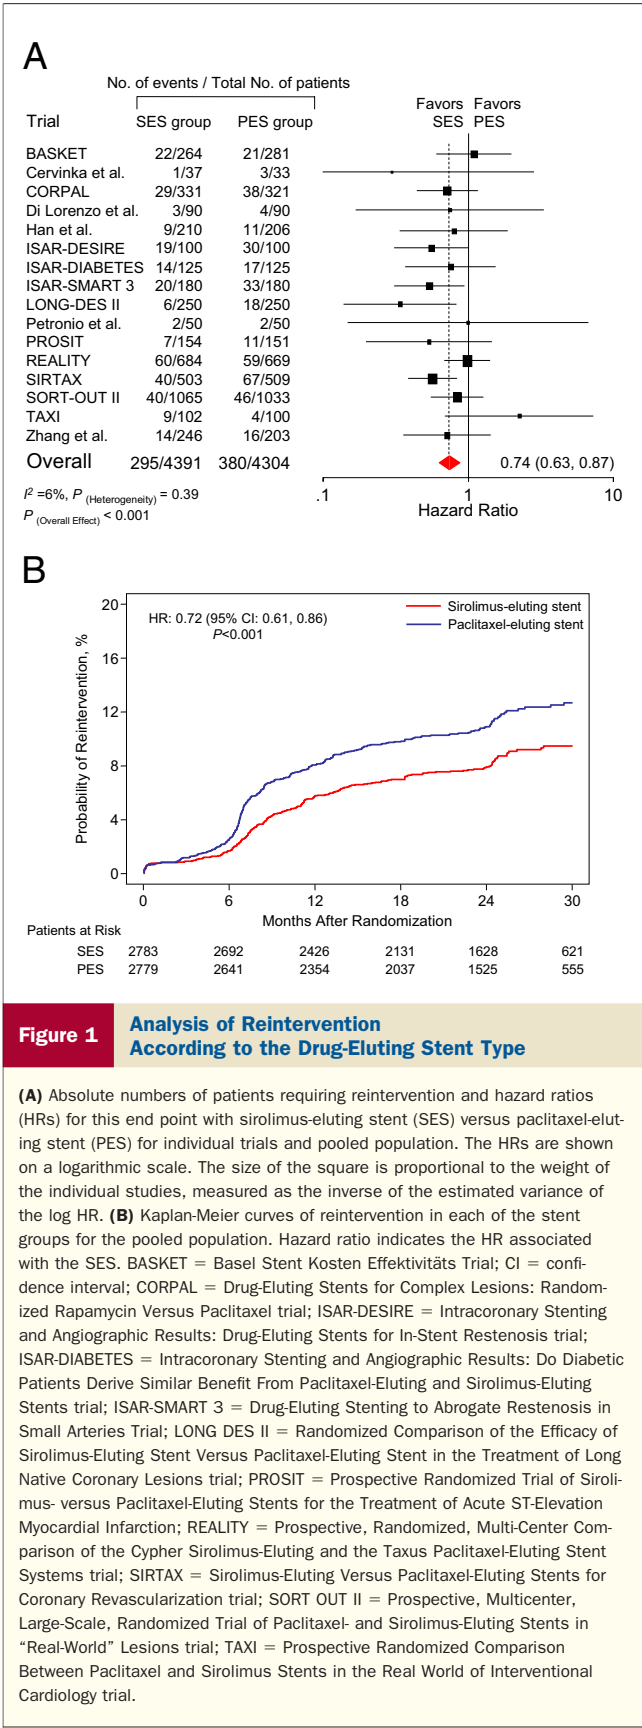 A
No. of events / Total No. of patients
Favors Favors
Trial SES group PES group SES PES
BASKET 22/264 21/281
Cervinka et al. 1/37 3/33
CORPAL 29/331 38/321
Di Lorenzo et al. 3/90 4/90
Han et al. 9/210 11/206
ISAR-DESIRE 19/100 30/100
ISAR-DIABETES 14/125 17/125
ISAR-SMART 3 20/180 33/180
LONG-DES II 6/250 18/250
Petronio et al. 2/50 2/50
PROSIT 7/154 11/151
REALITY 60/684 59/669
SIRTAX 40/503 67/509
SORT-OUT II 40/1065 46/1033
TAXI 9/102 4/100
Zhang et al. 14/246 16/203
Overall 295/4391 380/4304 0.74 (0.63, 0.87)
I² =6%, P (Heterogeneity) = 0.39
P (Overall Effect) < 0.001
.1 1 10
Hazard Ratio
B
HR: 0.72 (95% CI: 0.61, 0.86)
P<0.001
Sirolimus-eluting stent
Paclitaxel-eluting stent
Probability of Reintervention, %
20
16
12
8
4
0
0 6 12 18 24 30
Months After Randomization
Patients at Risk
SES 2783 2692 2426 2131 1628 621
PES 2779 2641 2354 2037 1525 555
Figure 1
Analysis of Reintervention
According to the Drug-Eluting Stent Type
(A) Absolute numbers of patients requiring reintervention and hazard ratios
(HRs) for this end point with sirolimus-eluting stent (SES) versus paclitaxel-elut-
ing stent (PES) for individual trials and pooled population. The HRs are shown
on a logarithmic scale. The size of the square is proportional to the weight of
the individual studies, measured as the inverse of the estimated variance of
the log HR. (B) Kaplan-Meier curves of reintervention in each of the stent
groups for the pooled population. Hazard ratio indicates the HR associated
with the SES. BASKET = Basel Stent Kosten Effektivitäts Trial; CI = confi-
dence interval; CORPAL = Drug-Eluting Stents for Complex Lesions: Random-
ized Rapamycin Versus Paclitaxel trial; ISAR-DESIRE = Intracoronary Stenting
and Angiographic Results: Drug-Eluting Stents for In-Stent Restenosis trial;
ISAR-DIABETES = Intracoronary Stenting and Angiographic Results: Do Diabetic
Patients Derive Similar Benefit From Paclitaxel-Eluting and Sirolimus-Eluting
Stents trial; ISAR-SMART 3 = Drug-Eluting Stenting to Abrogate Restenosis in
Small Arteries Trial; LONG DES II = Randomized Comparison of the Efficacy of
Sirolimus-Eluting Stent Versus Paclitaxel-Eluting Stent in the Treatment of Long
Native Coronary Lesions trial; PROSIT = Prospective Randomized Trial of Siroli-
mus- versus Paclitaxel-Eluting Stents for the Treatment of Acute ST-Elevation
Myocardial Infarction; REALITY = Prospective, Randomized, Multi-Center Com-
parison of the Cypher Sirolimus-Eluting and the Taxus Paclitaxel-Eluting Stent
Systems trial; SIRTAX = Sirolimus-Eluting Versus Paclitaxel-Eluting Stents for
Coronary Revascularization trial; SORT OUT II = Prospective, Multicenter,
Large-Scale, Randomized Trial of Paclitaxel- and Sirolimus-Eluting Stents in
“Real-World” Lesions trial; TAXI = Prospective Randomized Comparison
Between Paclitaxel and Sirolimus Stents in the Real World of Interventional
Cardiology trial.